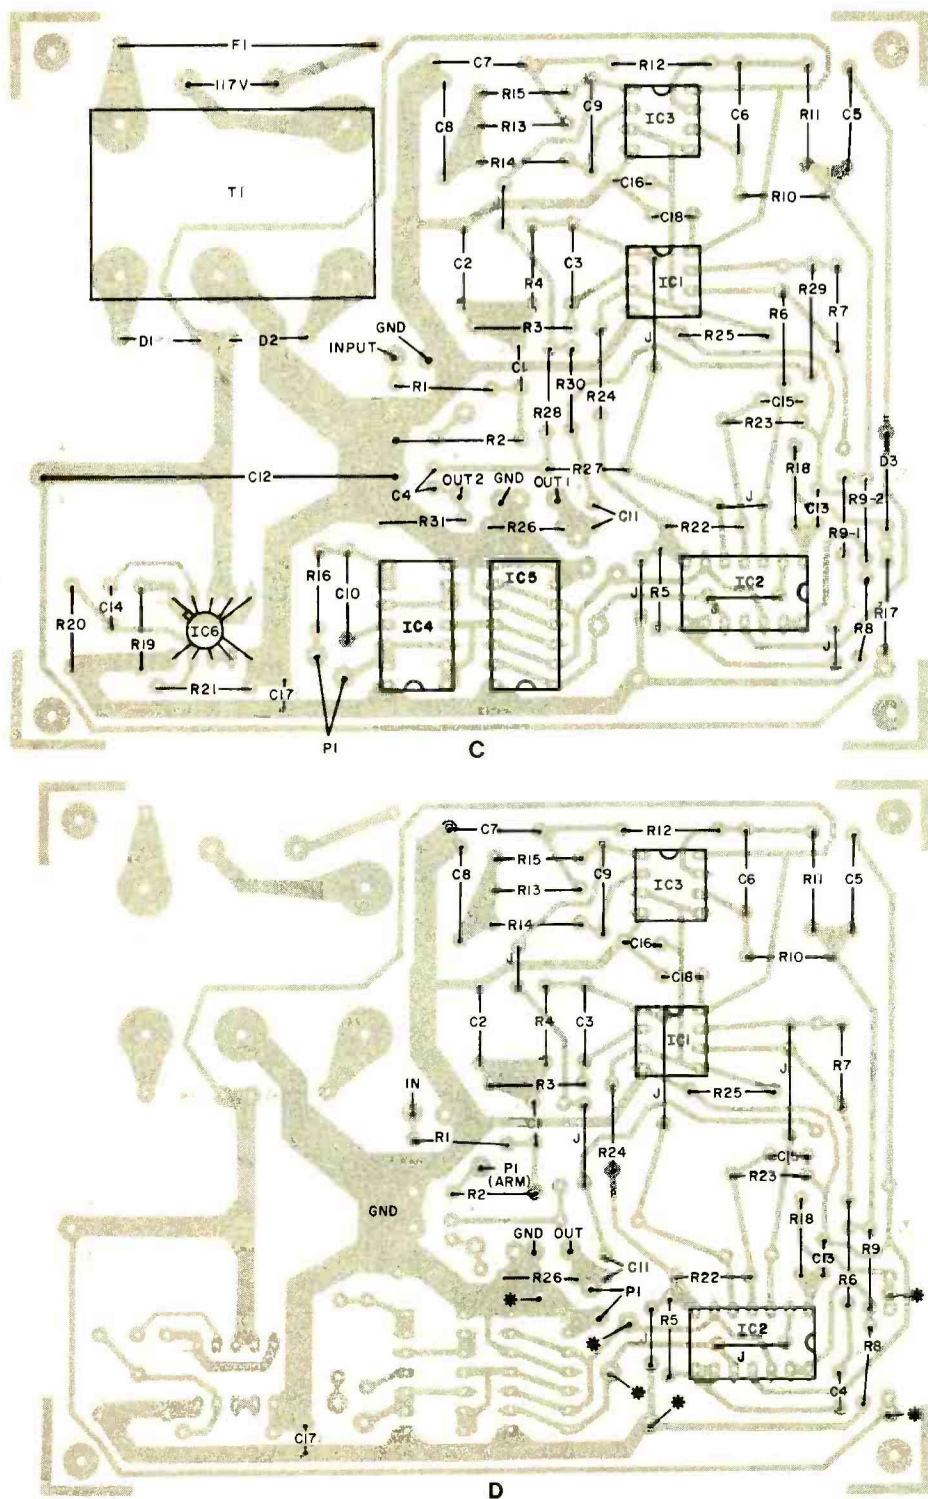 F1
117V
T1
D1
D2
C7
R12
R15
C9
C8
R13
IC3
C6
R11
C5
R14
C16
C18
R10
C2
R4
C3
IC1
R29
R6
R7
GND
INPUT
R3
J
R25
C1
R1
R28
R30
R24
C15
R23
R2
D3
C12
C4
OUT2
GND
OUT1
R27
J
R18
C13
R9-2
R31
R26
C11
R22
R9-1
R16
C10
IC4
IC5
J
R5
IC2
J
R20
C14
R19
IC6
R8
R17
J
R21
C17
P1
C
C7
R12
R15
C9
C8
R13
IC3
C6
R11
C5
R14
C16
J
C18
R10
C2
R4
C3
IC1
J
R7
IN
R3
J
R25
C1
J
R1
R24
C15
P1
(ARM)
R23
R2
GND
R18
GND OUT
C13
R9
C11
R6
R26
R22
*
P1
*
R5
IC2
*
J
J
R8
*
C4
*
*
C17
D